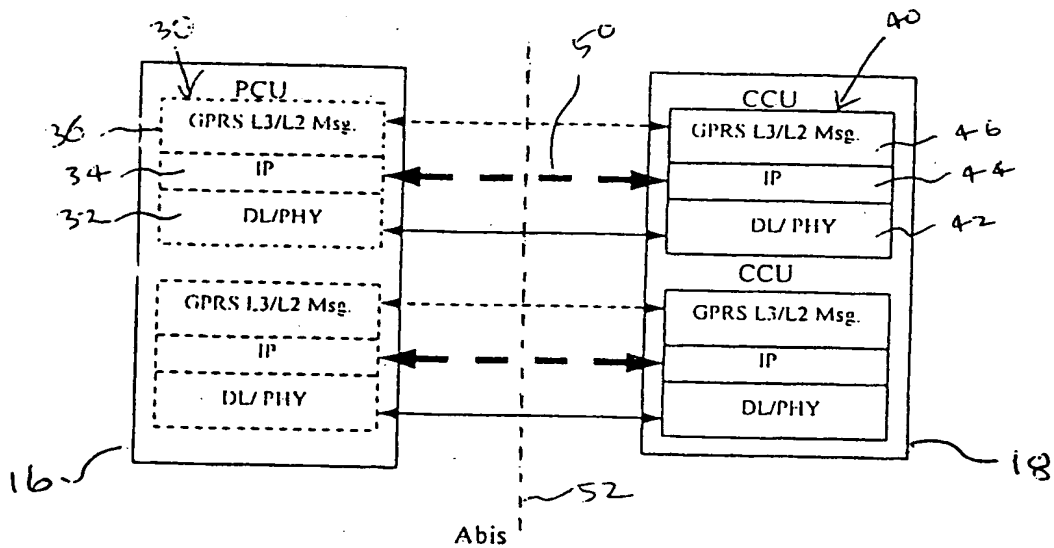 30
50
40
PCU
CCU
36
GPRS L3/L2 Msg.
GPRS L3/L2 Msg.
46
34
IP
IP
44
32
DL/PHY
DL/PHY
42
CCU
GPRS L3/L2 Msg.
GPRS L3/L2 Msg.
IP
IP
DL/PHY
DL/PHY
16
18
52
Abis